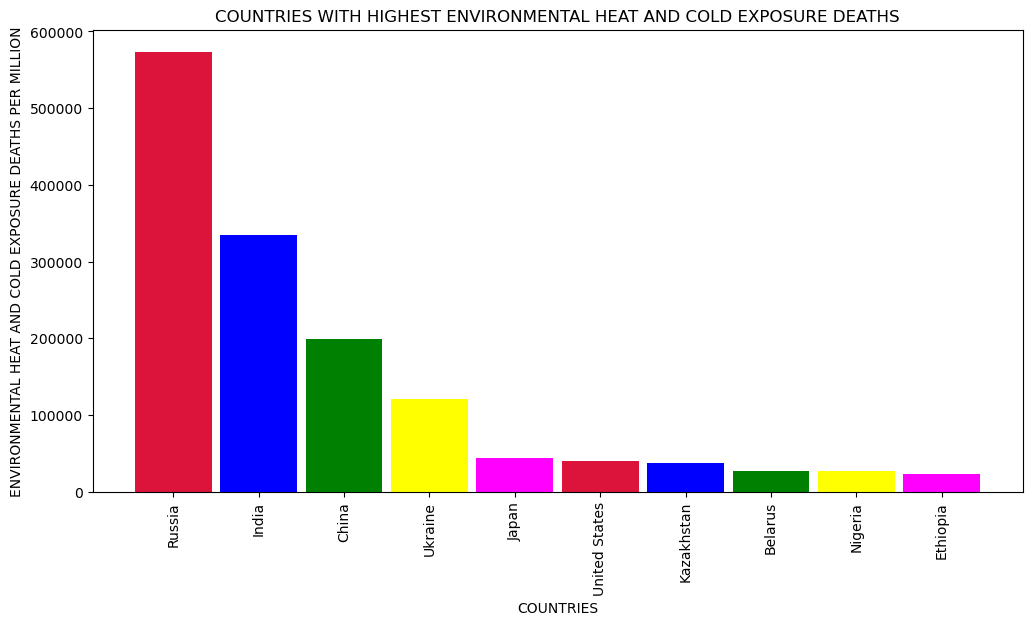 COUNTRIES WITH HIGHEST ENVIRONMENTAL HEAT AND COLD EXPOSURE DEATHS
ENVIRONMENTAL HEAT AND COLD EXPOSURE DEATHS PER MILLION
600000
500000
400000
300000
200000
100000
0
Russia
India
China
Ukraine
Japan
United States
Kazakhstan
Belarus
Nigeria
Ethiopia
COUNTRIES